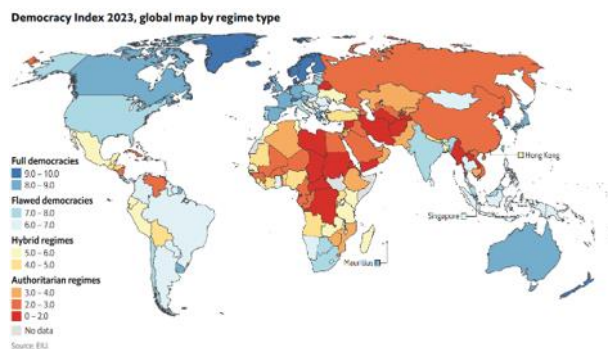 Democracy Index 2023, global map by regime type
Hong Kong
Singapore
Mauritius
Full democracies
9.0 – 10.0
8.0 – 9.0
Flawed democracies
7.0 – 8.0
6.0 – 7.0
Hybrid regimes
5.0 – 6.0
4.0 – 5.0
Authoritarian regimes
3.0 – 4.0
2.0 – 3.0
0 – 2.0
No data
Source: EIU.